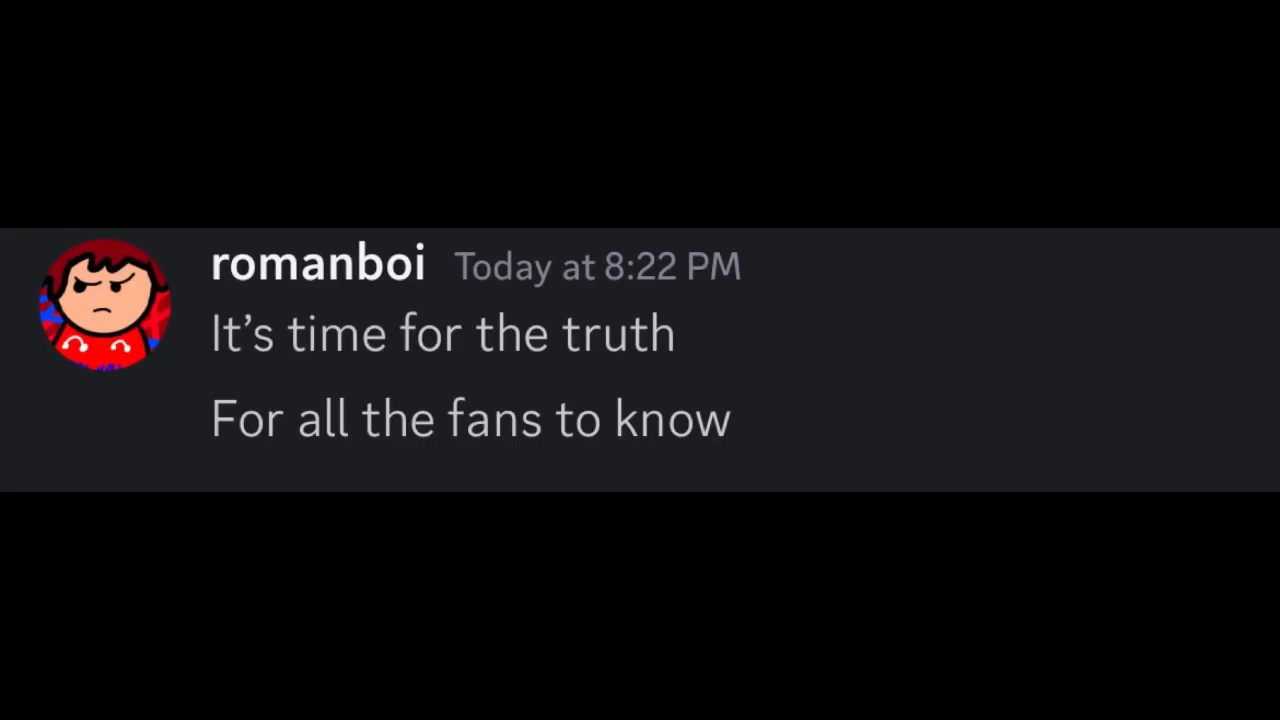 romanboi Today at 8:22 PM
It’s time for the truth
For all the fans to know